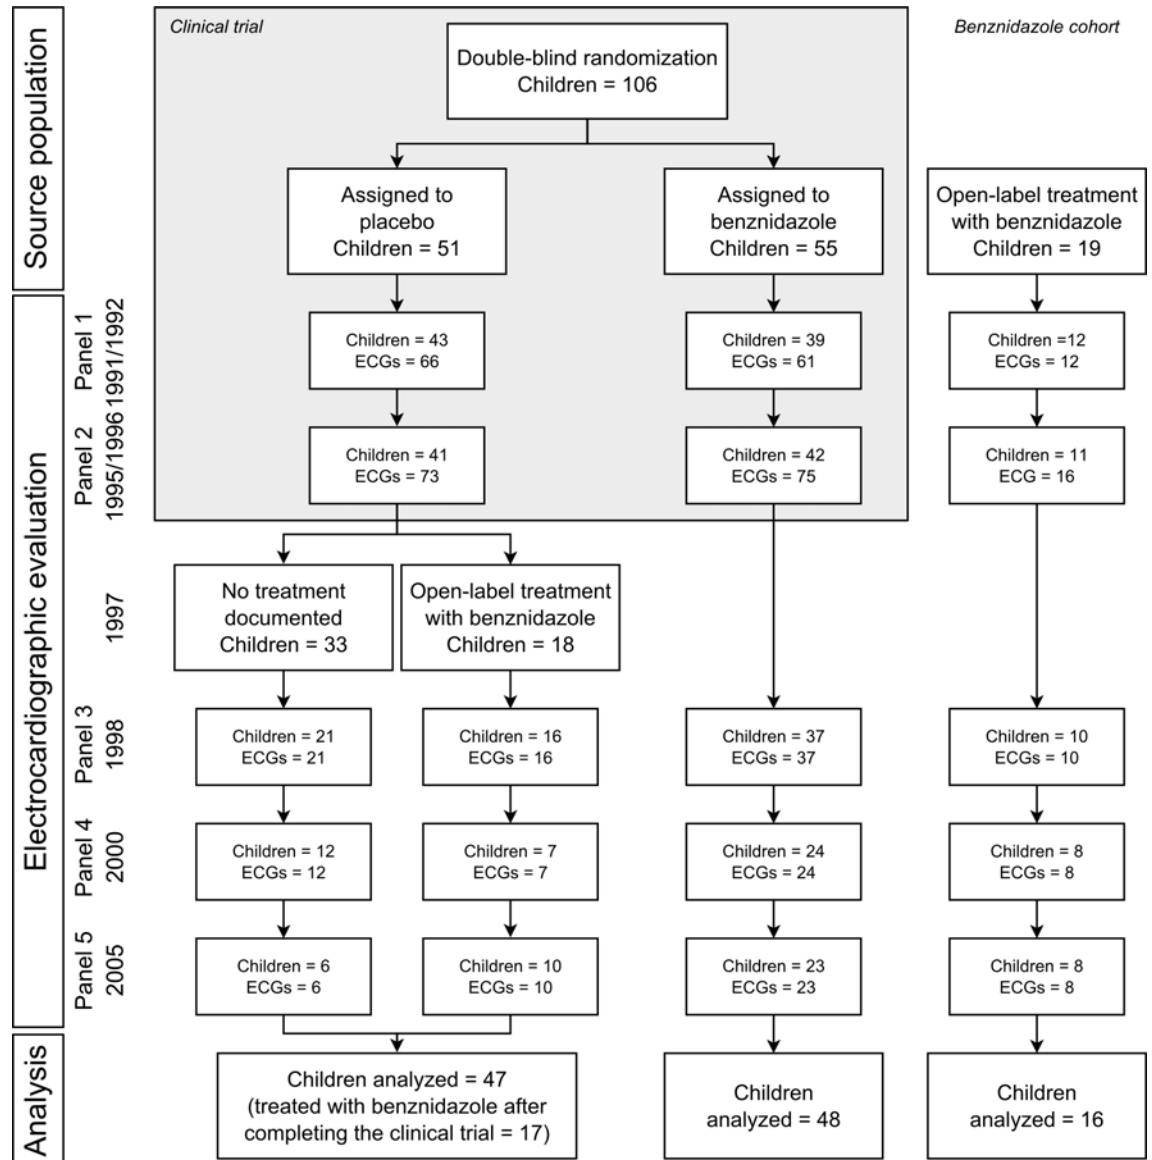 Source population
Clinical trial
Benznidazole cohort
Double-blind randomization
Children = 106
Assigned to
placebo
Children = 51
Assigned to
benznidazole
Children = 55
Open-label treatment
with benznidazole
Children = 19
Electrocardiographic evaluation
Panel 1
1991/1992
Children = 43
ECGs = 66
Children = 39
ECGs = 61
Children =12
ECGs = 12
Panel 2
1995/1996
Children = 41
ECGs = 73
Children = 42
ECGs = 75
Children = 11
ECG = 16
1997
No treatment
documented
Children = 33
Open-label treatment
with benznidazole
Children = 18
Panel 3
1998
Children = 21
ECGs = 21
Children = 16
ECGs = 16
Children = 37
ECGs = 37
Children = 10
ECGs = 10
Panel 4
2000
Children = 12
ECGs = 12
Children = 7
ECGs = 7
Children = 24
ECGs = 24
Children = 8
ECGs = 8
Panel 5
2005
Children = 6
ECGs = 6
Children = 10
ECGs = 10
Children = 23
ECGs = 23
Children = 8
ECGs = 8
Analysis
Children analyzed = 47
(treated with benznidazole after
completing the clinical trial = 17)
Children
analyzed = 48
Children
analyzed = 16